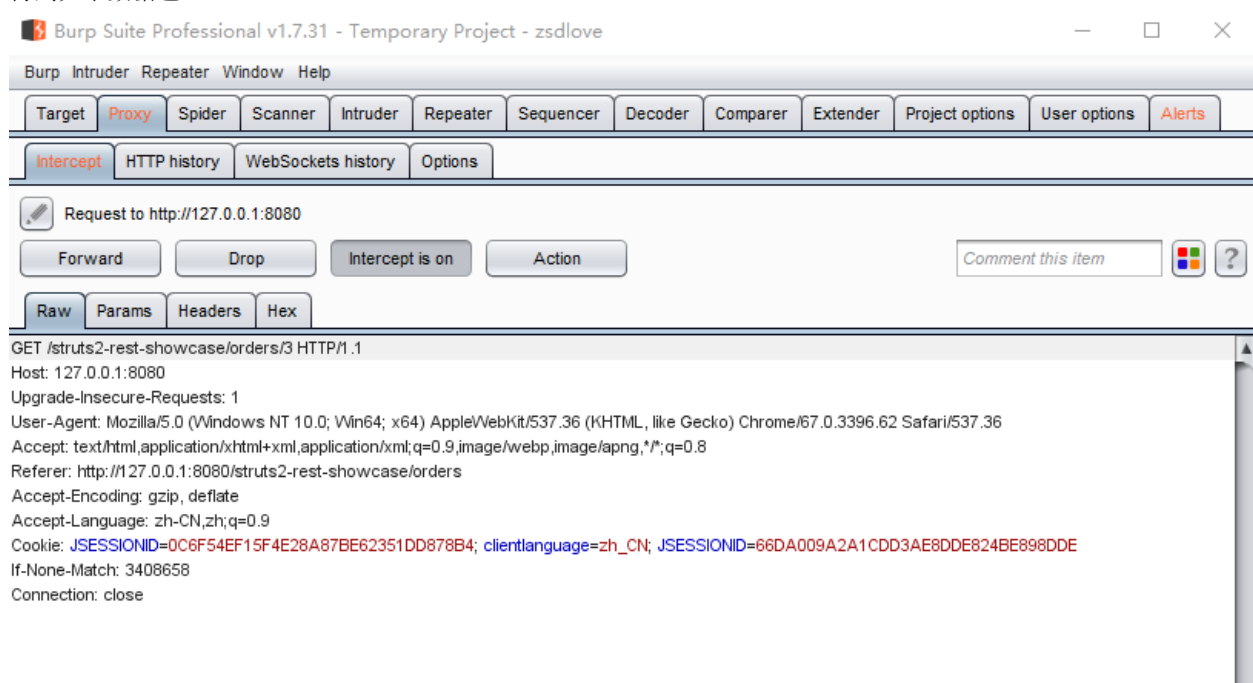 Burp Suite Professional v1.7.31 - Temporary Project - zsdlove
Burp Intruder Repeater Window Help
Target Proxy Spider Scanner Intruder Repeater Sequencer Decoder Comparer Extender Project options User options Alerts
Intercept HTTP history WebSockets history Options
Request to http://127.0.0.1:8080
Forward Drop Intercept is on Action Comment this item ?
Raw Params Headers Hex
GET /struts2-rest-showcase/orders/3 HTTP/1.1
Host: 127.0.0.1:8080
Upgrade-Insecure-Requests: 1
User-Agent: Mozilla/5.0 (Windows NT 10.0; Win64; x64) AppleWebKit/537.36 (KHTML, like Gecko) Chrome/67.0.3396.62 Safari/537.36
Accept: text/html,application/xhtml+xml,application/xml;q=0.9,image/webp,image/apng,*/*;q=0.8
Referer: http://127.0.0.1:8080/struts2-rest-showcase/orders
Accept-Encoding: gzip, deflate
Accept-Language: zh-CN,zh;q=0.9
Cookie: JSESSIONID=0C6F54EF15F4E28A87BE62351DD878B4; clientlanguage=zh_CN; JSESSIONID=66DA009A2A1CDD3AE8DDE824BE898DDE
If-None-Match: 3408658
Connection: close